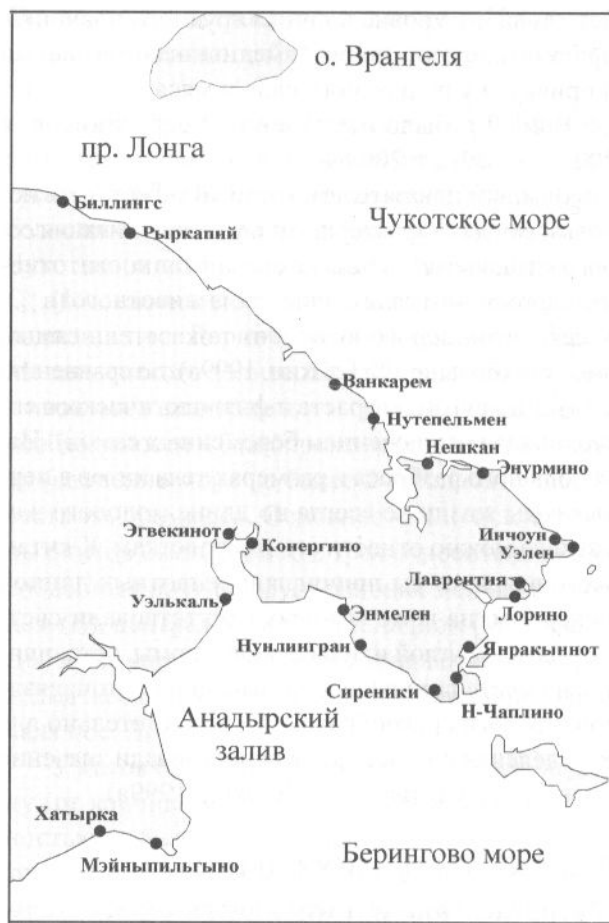 о. Врангеля
пр. Лонга
Биллингс
Чукотское море
Рыркапий
Ванкарем
Нутепельмен
Нешкан
Энурмино
Эгвекинот
Конергино
Инчоун
Уэлен
Лаврентия
Уэлькаль
Энмелен
Лорино
Нунлингран
Янракыннот
Сиреники
Н-Чаплино
Анадырский
залив
Хатырка
Мэйныпильгыно
Берингово море